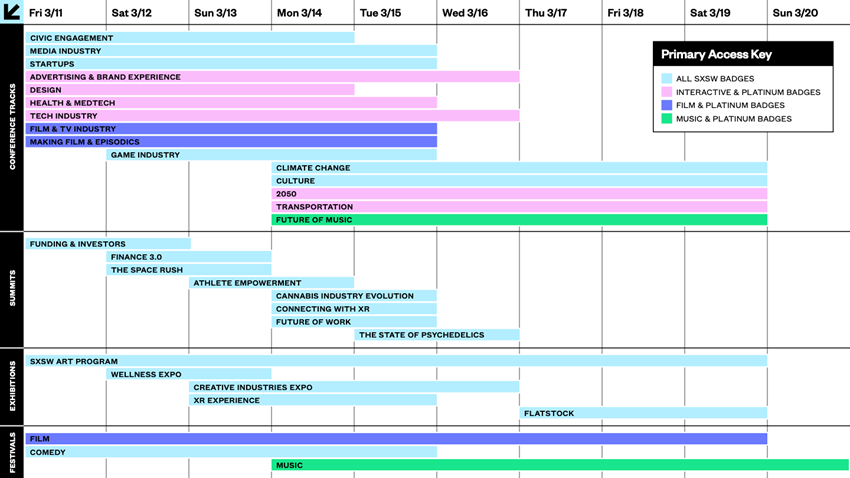 Fri 3/11 Sat 3/12 Sun 3/13 Mon 3/14 Tue 3/15 Wed 3/16 Thu 3/17 Fri 3/18 Sat 3/19 Sun 3/20
CONFERENCE TRACKS
CIVIC ENGAGEMENT
MEDIA INDUSTRY
STARTUPS
ADVERTISING & BRAND EXPERIENCE
DESIGN
HEALTH & MEDTECH
TECH INDUSTRY
FILM & TV INDUSTRY
MAKING FILM & EPISODICS
GAME INDUSTRY
CLIMATE CHANGE
CULTURE
2050
TRANSPORTATION
FUTURE OF MUSIC
Primary Access Key
ALL SXSW BADGES
INTERACTIVE & PLATINUM BADGES
FILM & PLATINUM BADGES
MUSIC & PLATINUM BADGES
SUMMITS
FUNDING & INVESTORS
FINANCE 3.0
THE SPACE RUSH
ATHLETE EMPOWERMENT
CANNABIS INDUSTRY EVOLUTION
CONNECTING WITH XR
FUTURE OF WORK
THE STATE OF PSYCHEDELICS
EXHIBITIONS
SXSW ART PROGRAM
WELLNESS EXPO
CREATIVE INDUSTRIES EXPO
XR EXPERIENCE
FLATSTOCK
FESTIVALS
FILM
COMEDY
MUSIC